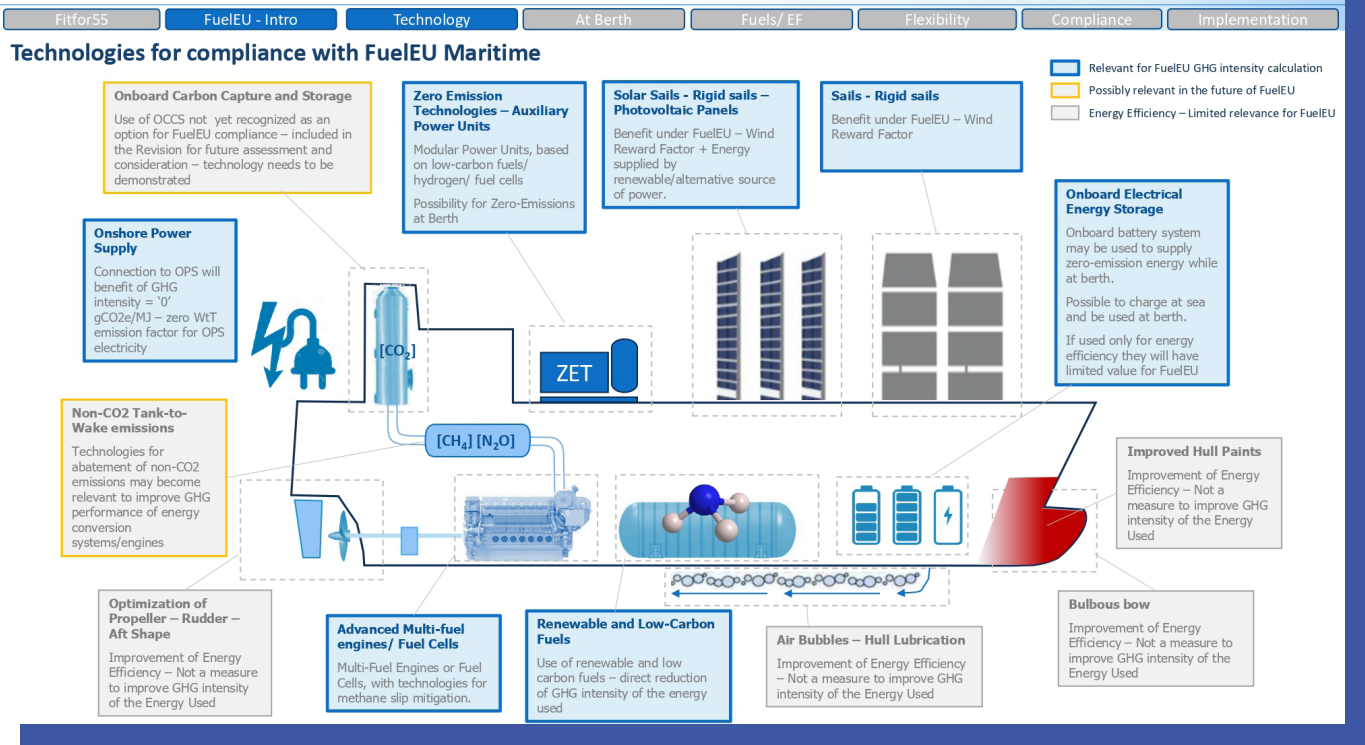 Fitfor55
FuelEU - Intro
Technology
At Berth
Fuels/ EF
Flexibility
Compliance
Implementation
Technologies for compliance with FuelEU Maritime
Relevant for FuelEU GHG intensity calculation
Possibly relevant in the future of FuelEU
Energy Efficiency – Limited relevance for FuelEU
Onboard Carbon Capture and Storage
Use of OCCS not yet recognized as an
option for FuelEU compliance – included in
the Revision for future assessment and
consideration – technology needs to be
demonstrated
Zero Emission
Technologies – Auxiliary
Power Units
Modular Power Units, based
on low-carbon fuels/
hydrogen/ fuel cells
Possibility for Zero-Emissions
at Berth
Solar Sails - Rigid sails –
Photovoltaic Panels
Benefit under FuelEU – Wind
Reward Factor + Energy
supplied by
renewable/alternative source
of power.
Sails - Rigid sails
Benefit under FuelEU – Wind
Reward Factor
Onboard Electrical
Energy Storage
Onboard battery system
may be used to supply
zero-emission energy while
at berth.
Possible to charge at sea
and be used at berth.
If used only for energy
efficiency they will have
limited value for FuelEU
Onshore Power
Supply
Connection to OPS will
benefit of GHG
intensity = ‘0’
gCO2e/MJ – zero WtT
emission factor for OPS
electricity
[CO2]
ZET
Non-CO2 Tank-to-
Wake emissions
Technologies for
abatement of non-CO2
emissions may become
relevant to improve GHG
performance of energy
conversion
systems/engines
[CH4] [N2O]
Improved Hull Paints
Improvement of Energy
Efficiency – Not a
measure to improve GHG
intensity of the Energy
Used
Optimization of
Propeller – Rudder –
Aft Shape
Improvement of Energy
Efficiency – Not a measure
to improve GHG intensity
of the Energy Used
Advanced Multi-fuel
engines/ Fuel Cells
Multi-Fuel Engines or Fuel
Cells, with technologies for
methane slip mitigation.
Renewable and Low-Carbon
Fuels
Use of renewable and low
carbon fuels – direct reduction
of GHG intensity of the energy
used
Air Bubbles – Hull Lubrication
Improvement of Energy Efficiency
– Not a measure to improve GHG
intensity of the Energy Used
Bulbous bow
Improvement of Energy
Efficiency – Not a measure to
improve GHG intensity of the
Energy Used